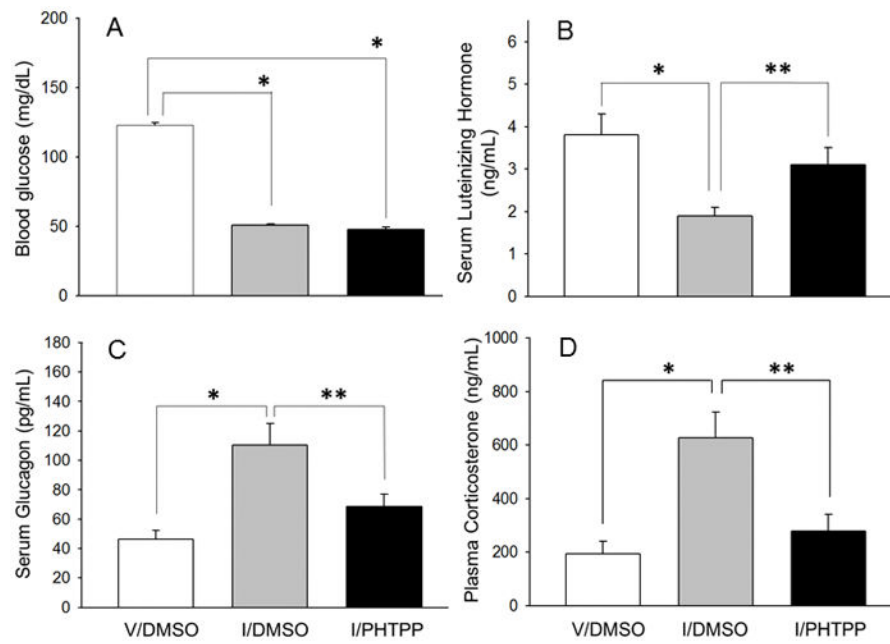 A
Blood glucose (mg/dL)
200
150
100
50
0
*
*
B
Serum Luteinizing Hormone
(ng/mL)
6
5
4
3
2
1
0
*
**
C
Serum Glucagon (pg/mL)
180
160
140
120
100
80
60
40
20
0
*
**
V/DMSO
I/DMSO
I/PHTPP
D
Plasma Corticosterone (ng/mL)
1000
800
600
400
200
0
*
**
V/DMSO
I/DMSO
I/PHTPP